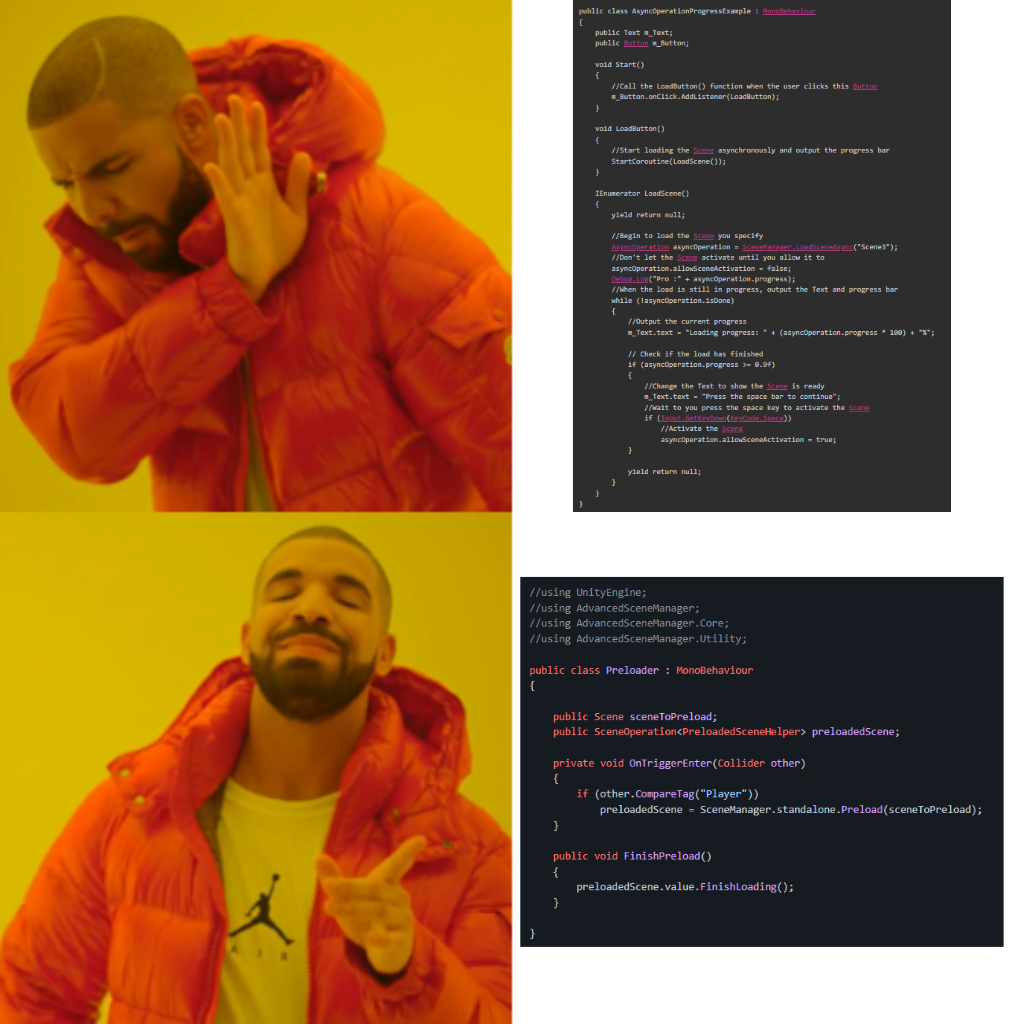 public class AsyncOperationProgressExample : MonoBehaviour
{
public Text m_Text;
public Button m_Button;
void Start()
{
//Call the LoadButton() function when the user clicks this Button
m_Button.onClick.AddListener(LoadButton);
}
void LoadButton()
{
//Start loading the Scene asynchronously and output the progress bar
StartCoroutine(LoadScene());
}
IEnumerator LoadScene()
{
yield return null;
//Begin to load the Scene you specify
AsyncOperation asyncOperation = SceneManager.LoadSceneAsync("Scene3");
//Don't let the Scene activate until you allow it to
asyncOperation.allowSceneActivation = false;
Debug.Log("Pro :" + asyncOperation.progress);
//When the load is still in progress, output the Text and progress bar
while (!asyncOperation.isDone)
{
//Output the current progress
m_Text.text = "Loading progress: " + (asyncOperation.progress * 100) + "%";
// Check if the load has finished
if (asyncOperation.progress >= 0.9f)
{
//Change the Text to show the Scene is ready
m_Text.text = "Press the space bar to continue";
//Wait to you press the space key to activate the Scene
if (Input.GetKeyDown(KeyCode.Space))
//Activate the Scene
asyncOperation.allowSceneActivation = true;
}
yield return null;
}
}
}
//using UnityEngine;
//using AdvancedSceneManager;
//using AdvancedSceneManager.Core;
//using AdvancedSceneManager.Utility;
public class Preloader : MonoBehaviour
{
public Scene sceneToPreload;
public SceneOperation<PreloadedSceneHelper> preloadedScene;
private void OnTriggerEnter(Collider other)
{
if (other.CompareTag("Player"))
preloadedScene = SceneManager.standalone.Preload(sceneToPreload);
}
public void FinishPreload()
{
preloadedScene.value.FinishLoading();
}
}
AIR